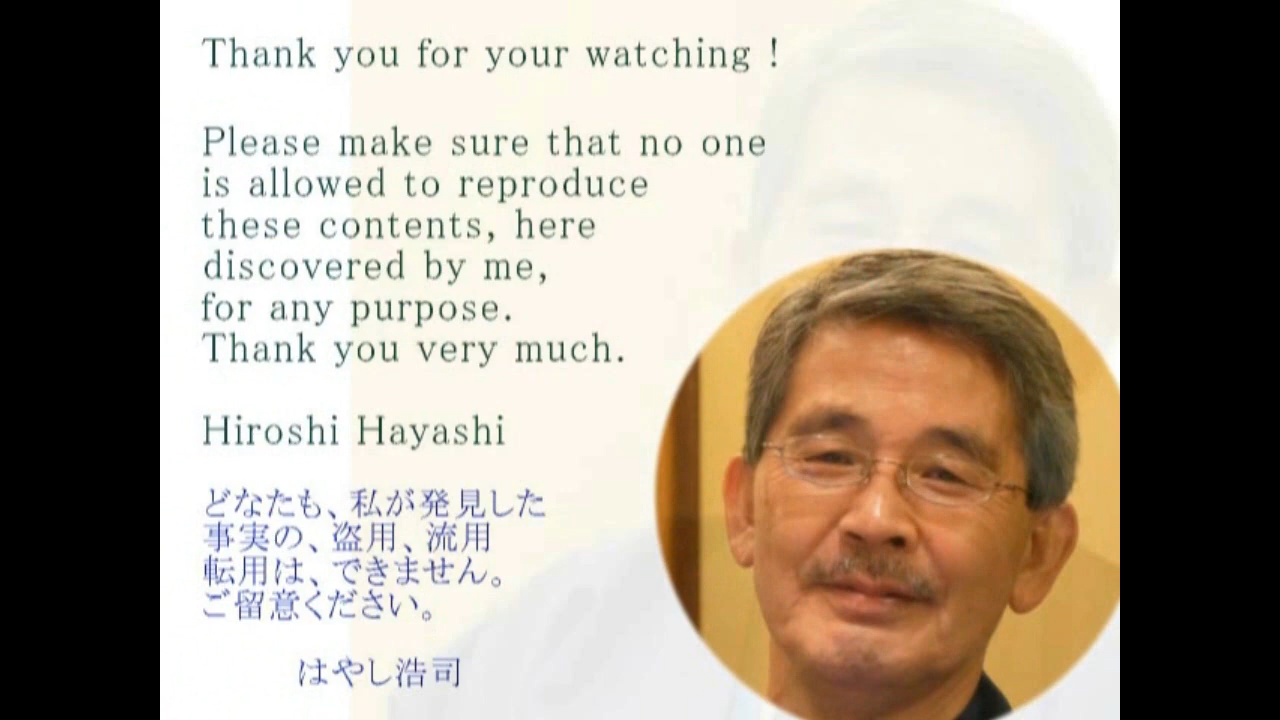 Thank you for your watching !
Please make sure that no one
is allowed to reproduce
these contents, here
discovered by me,
for any purpose.
Thank you very much.
Hiroshi Hayashi
どなたも、私が発見した
事実の、盗用、流用
転用は、できません。
ご留意ください。
はやし浩司